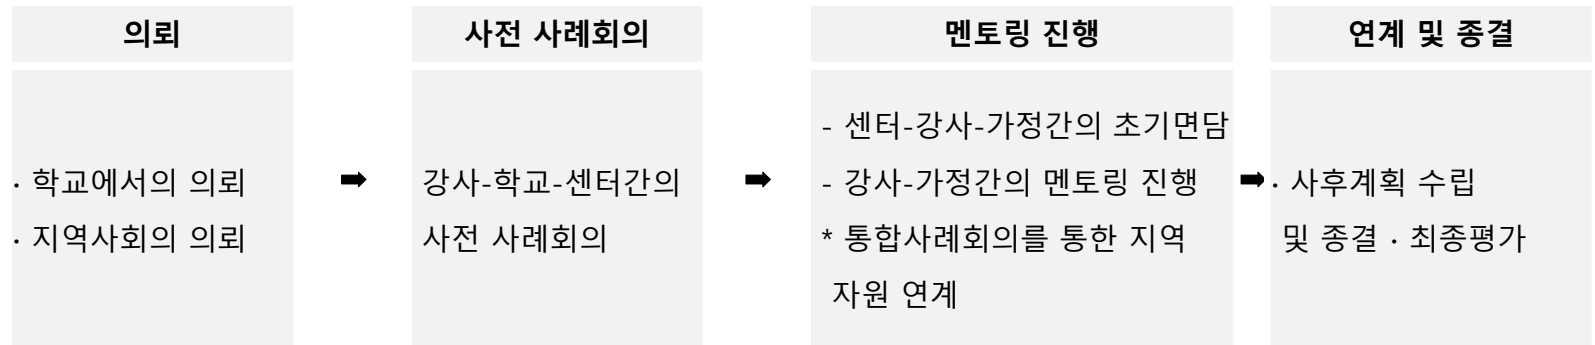 의뢰
· 학교에서의 의뢰
· 지역사회의 의뢰
➡
사전 사례회의
강사-학교-센터간의
사전 사례회의
➡
멘토링 진행
- 센터-강사-가정간의 초기면담
- 강사-가정간의 멘토링 진행
* 통합사례회의를 통한 지역
자원 연계
➡
연계 및 종결
· 사후계획 수립
및 종결 · 최종평가